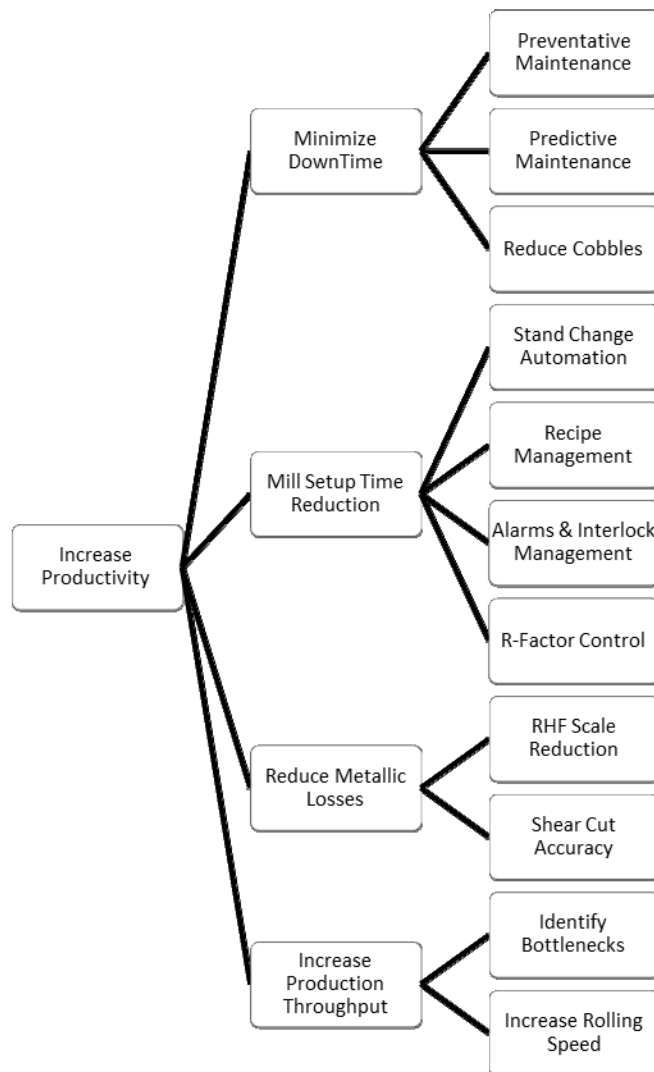 Preventative
Maintenance
Minimize
DownTime
Predictive
Maintenance
Reduce Cobbles
Stand Change
Automation
Recipe
Management
Mill Setup Time
Reduction
Alarms & Interlock
Management
Increase
Productivity
R-Factor Control
RHF Scale
Reduction
Reduce Metallic
Losses
Shear Cut
Accuracy
Identify
Bottlenecks
Increase
Production
Throughput
Increase Rolling
Speed